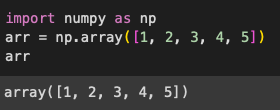 import numpy as np
arr = np.array([1, 2, 3, 4, 5])
arr
array([1, 2, 3, 4, 5])